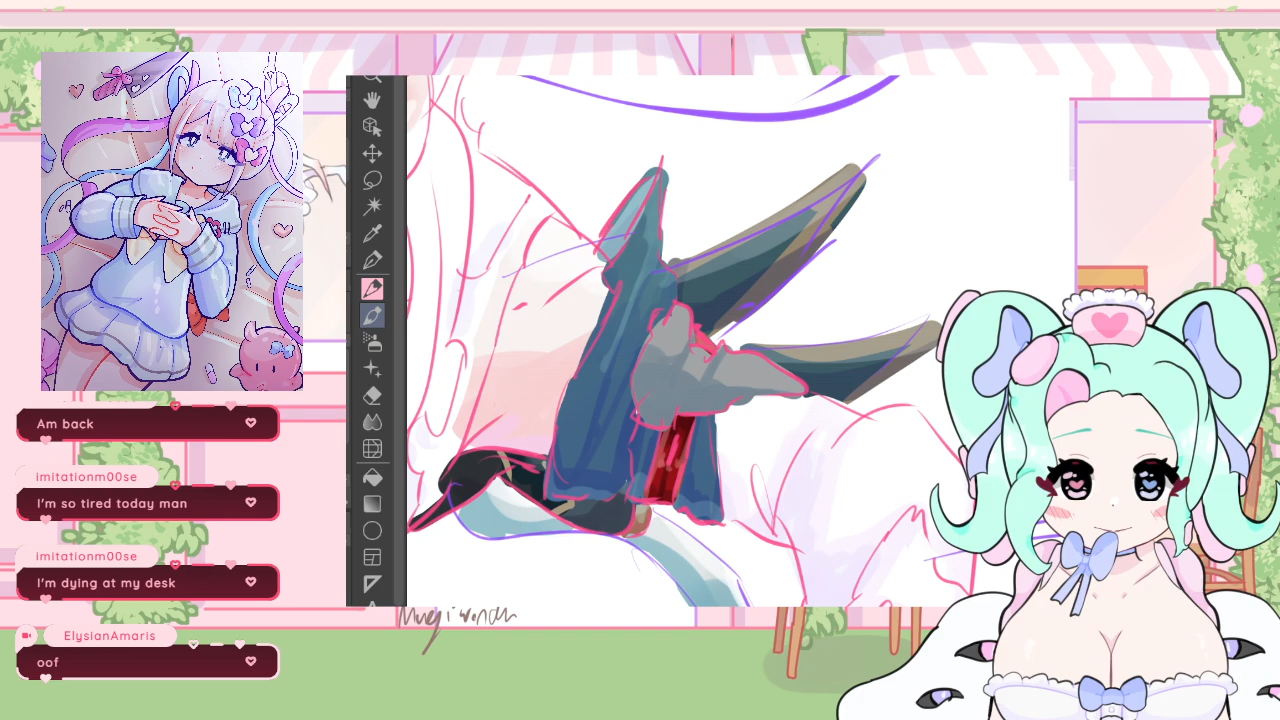 Am back
imitationm00se
I'm so tired today man
imitationm00se
I'm dying at my desk
ElysianAmaris
oof